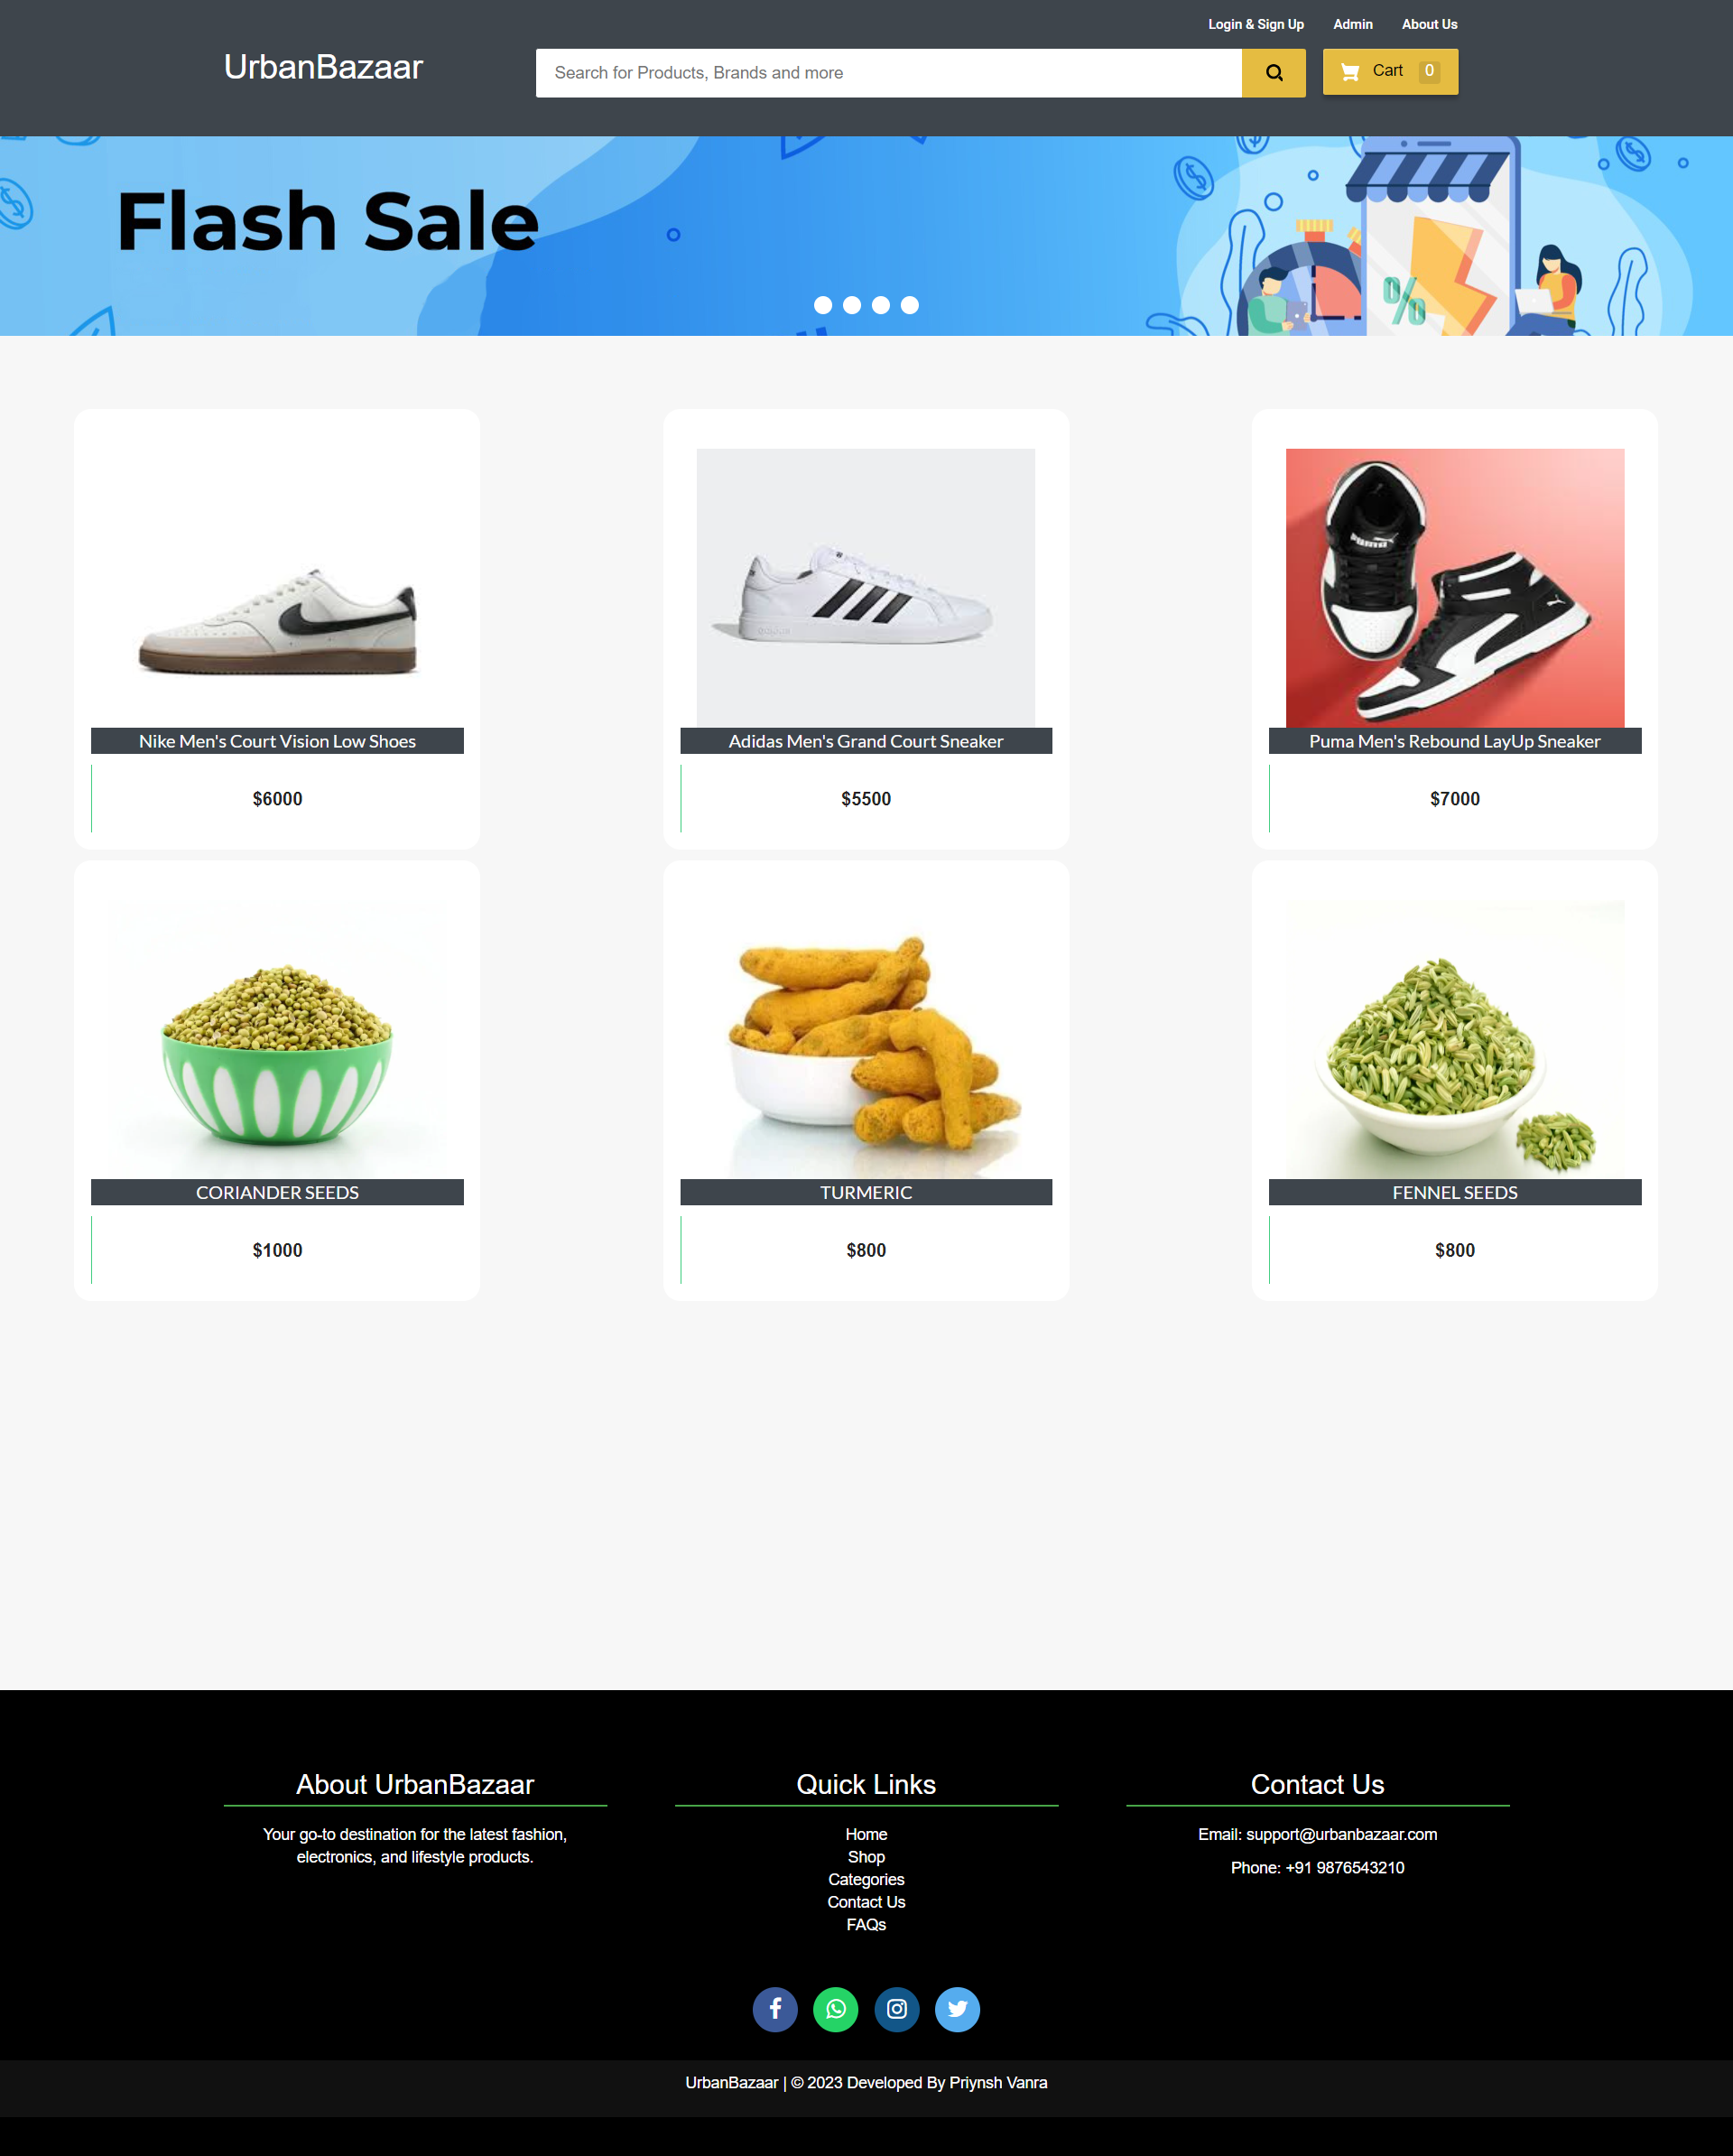 Login & Sign Up Admin About Us
UrbanBazaar
Search for Products, Brands and more
Cart 0
Flash Sale
%
Nike Men's Court Vision Low Shoes
Adidas Men's Grand Court Sneaker
PUMA
Puma Men's Rebound LayUp Sneaker
$6000
$5500
$7000
CORIANDER SEEDS
TURMERIC
FENNEL SEEDS
$1000
$800
$800
About UrbanBazaar
Your go-to destination for the latest fashion,
electronics, and lifestyle products.
Quick Links
Home
Shop
Categories
Contact Us
FAQs
Contact Us
Email: support@urbanbazaar.com
Phone: +91 9876543210
UrbanBazaar | © 2023 Developed By Priynsh Vanra